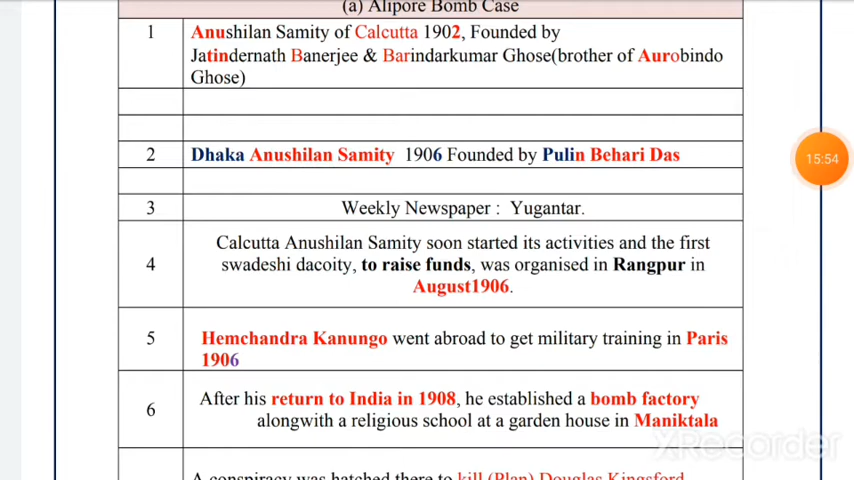 (a) Alipore Bomb Case
1
Anushilan Samity of Calcutta 1902, Founded by
Jatindernath Banerjee & Barindarkumar Ghose(brother of Aurobindo
Ghose)
2
Dhaka Anushilan Samity 1906 Founded by Pulin Behari Das
3
Weekly Newspaper : Yugantar.
4
Calcutta Anushilan Samity soon started its activities and the first
swadeshi dacoity, to raise funds, was organised in Rangpur in
August1906.
5
Hemchandra Kanungo went abroad to get military training in Paris
1906
6
After his return to India in 1908, he established a bomb factory
alongwith a religious school at a garden house in Maniktala
A conspiracy was hatched there to kill (Plan) Douglas Kingsford
15:54
XRecorder